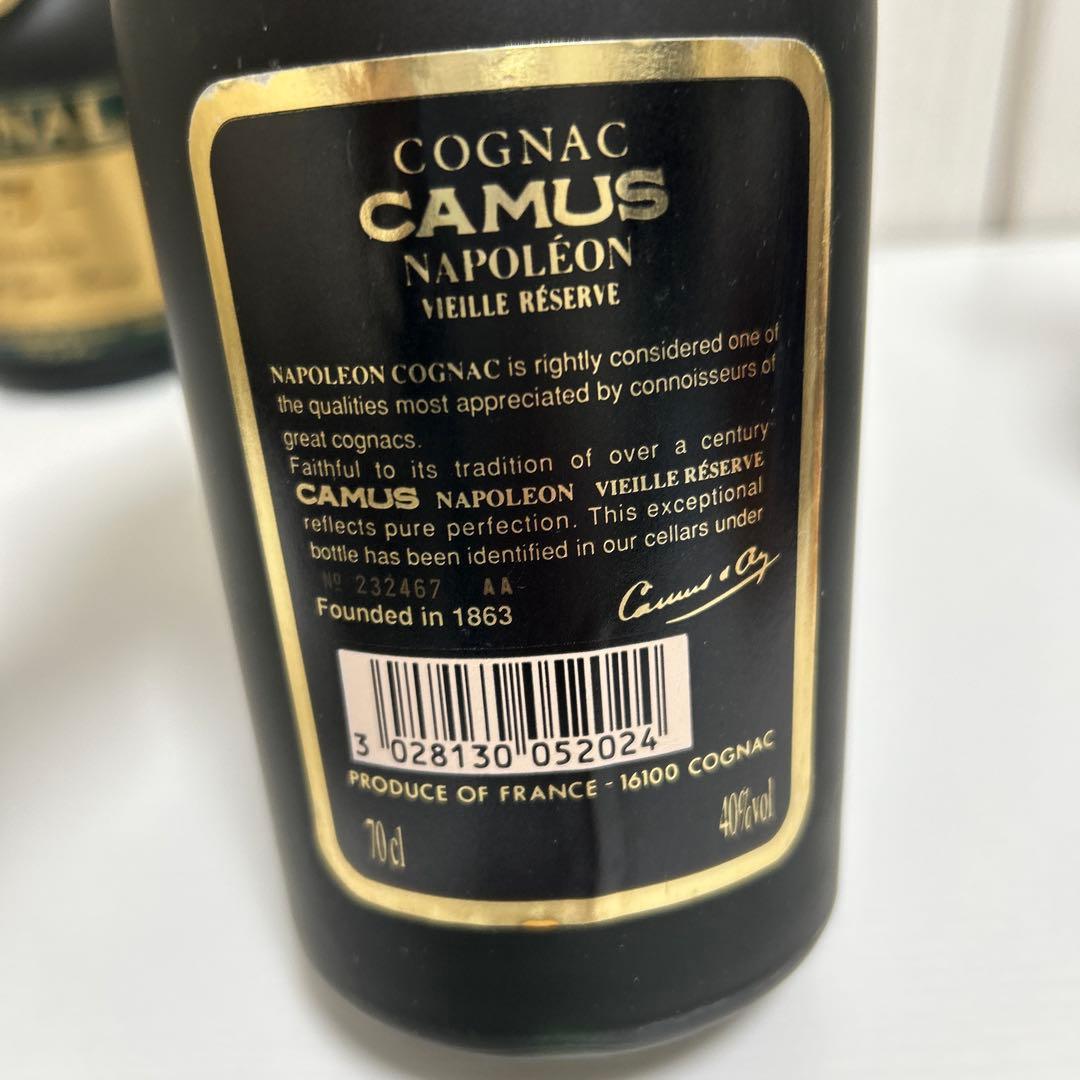 NAL
COGNAC
CAMUS
NAPOLÉON
VIEILLE RÉSERVE
NAPOLEON COGNAC is rightly considered one of
the qualities most appreciated by connoisseurs of
great cognacs.
Faithful to its tradition of over a century
CAMUS NAPOLEON VIEILLE RÉSERVE
reflects pure perfection. This exceptional
bottle has been identified in our cellars under
Nº 232467 AA
Founded in 1863
Camus & Cie
3 028130 052024
PRODUCE OF FRANCE - 16100 COGNAC
70 cl
40%vol